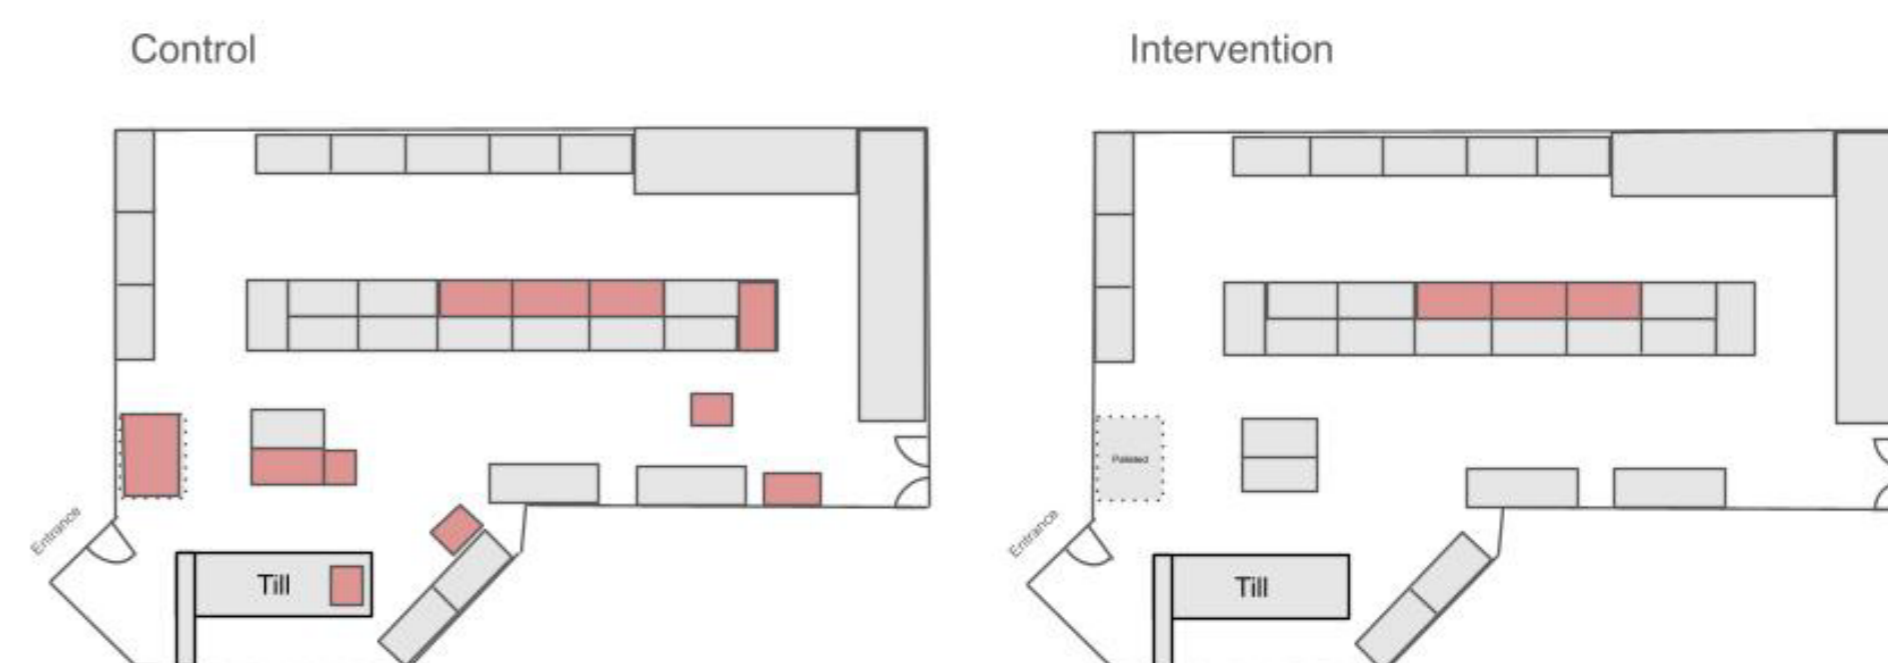 Control
Intervention
Entrance
Till
Entrance
Till